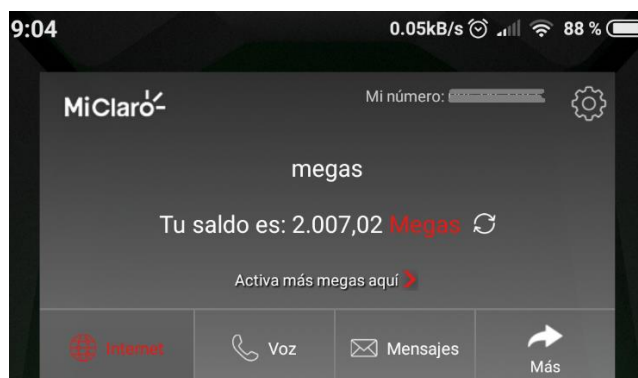 9:04 0.05kB/s 88 %
MiClaro
Mi número:
megas
Tu saldo es: 2.007,02 Megas
Activa más megas aquí
Internet Voz Mensajes Más